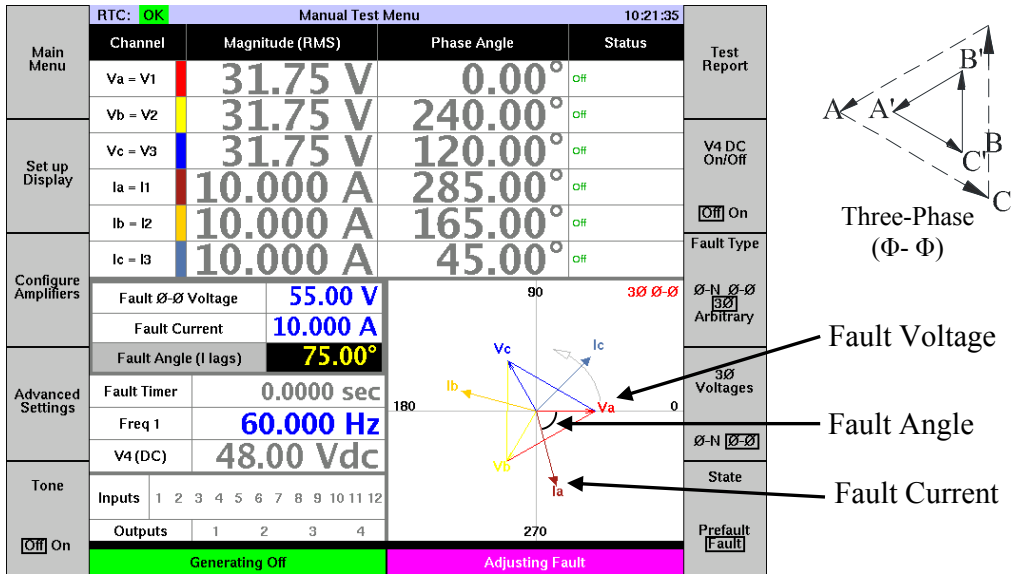 RTC: OK Manual Test Menu 10:21:35
Main
Menu
Set up
Display
Configure
Amplifiers
Advanced
Settings
Tone
Off On
Channel Magnitude (RMS) Phase Angle Status
Va = V1 31.75 V 0.00° Off
Vb = V2 31.75 V 240.00° Off
Vc = V3 31.75 V 120.00° Off
Ia = I1 10.000 A 285.00° Off
Ib = I2 10.000 A 165.00° Off
Ic = I3 10.000 A 45.00° Off
Fault Ø-Ø Voltage 55.00 V
Fault Current 10.000 A
Fault Angle (I lags) 75.00°
Fault Timer 0.0000 sec
Freq 1 60.000 Hz
V4 (DC) 48.00 Vdc
Inputs 1 2 3 4 5 6 7 8 9 10 11 12
Outputs 1 2 3 4
90 3Ø Ø-Ø
Vc Ic
Ib
180 Va 0
Vb
Ia
270
Generating Off Adjusting Fault
Test
Report
V4 DC
On/Off
Off On
Fault Type
Ø-N Ø-Ø
3Ø
Arbitrary
3Ø
Voltages
Ø-N Ø-Ø
State
Prefault
Fault
B'
A A'
B
C'
C
Three-Phase
(Φ- Φ)
Fault Voltage
Fault Angle
Fault Current